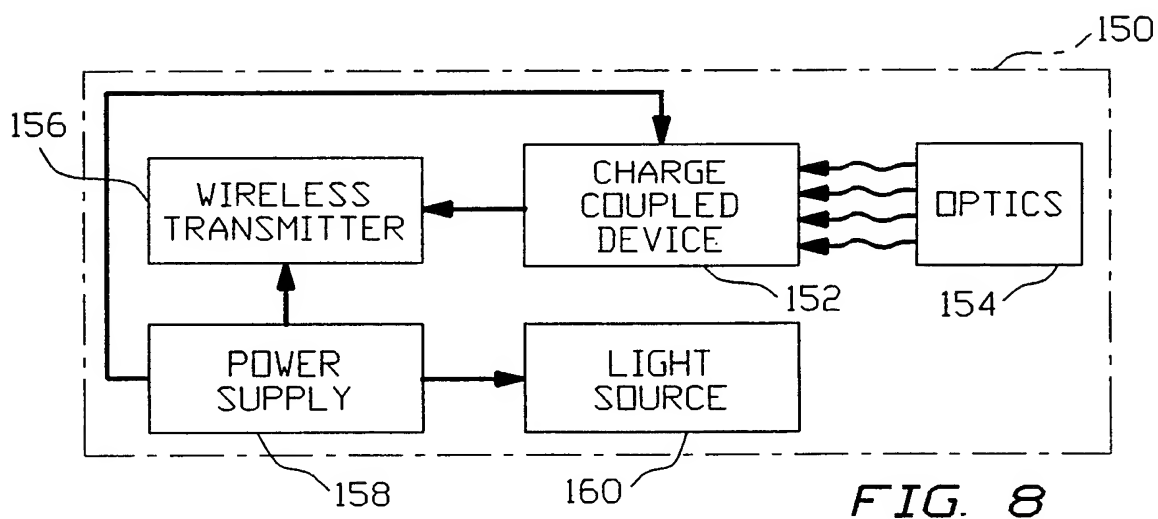 150
156
WIRELESS
TRANSMITTER
CHARGE
COUPLED
DEVICE
OPTICS
152
154
POWER
SUPPLY
LIGHT
SOURCE
158
160
FIG. 8